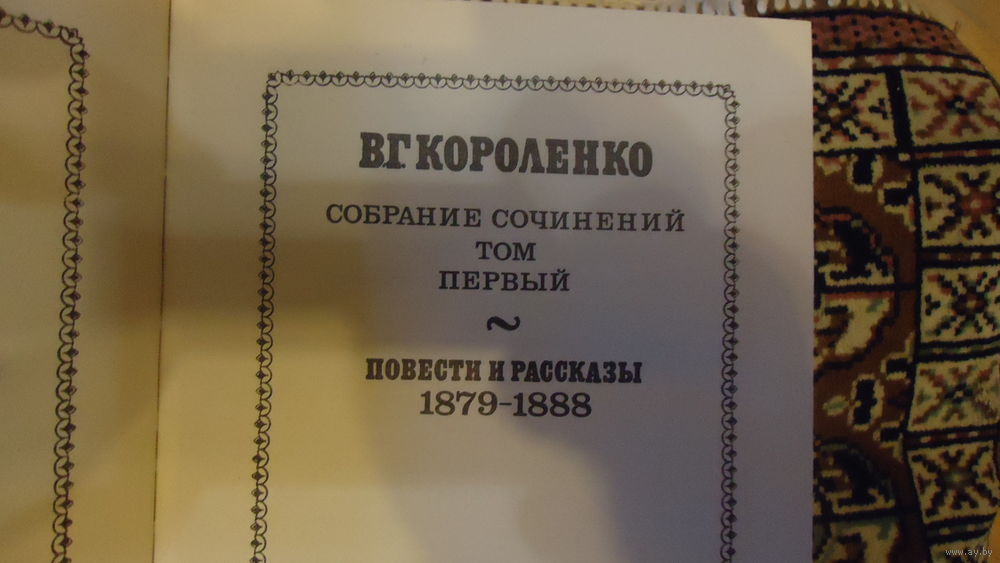 В.Г. КОРОЛЕНКО
СОБРАНИЕ СОЧИНЕНИЙ
ТОМ
ПЕРВЫЙ
~
ПОВЕСТИ И РАССКАЗЫ
1879-1888
www.ay.by